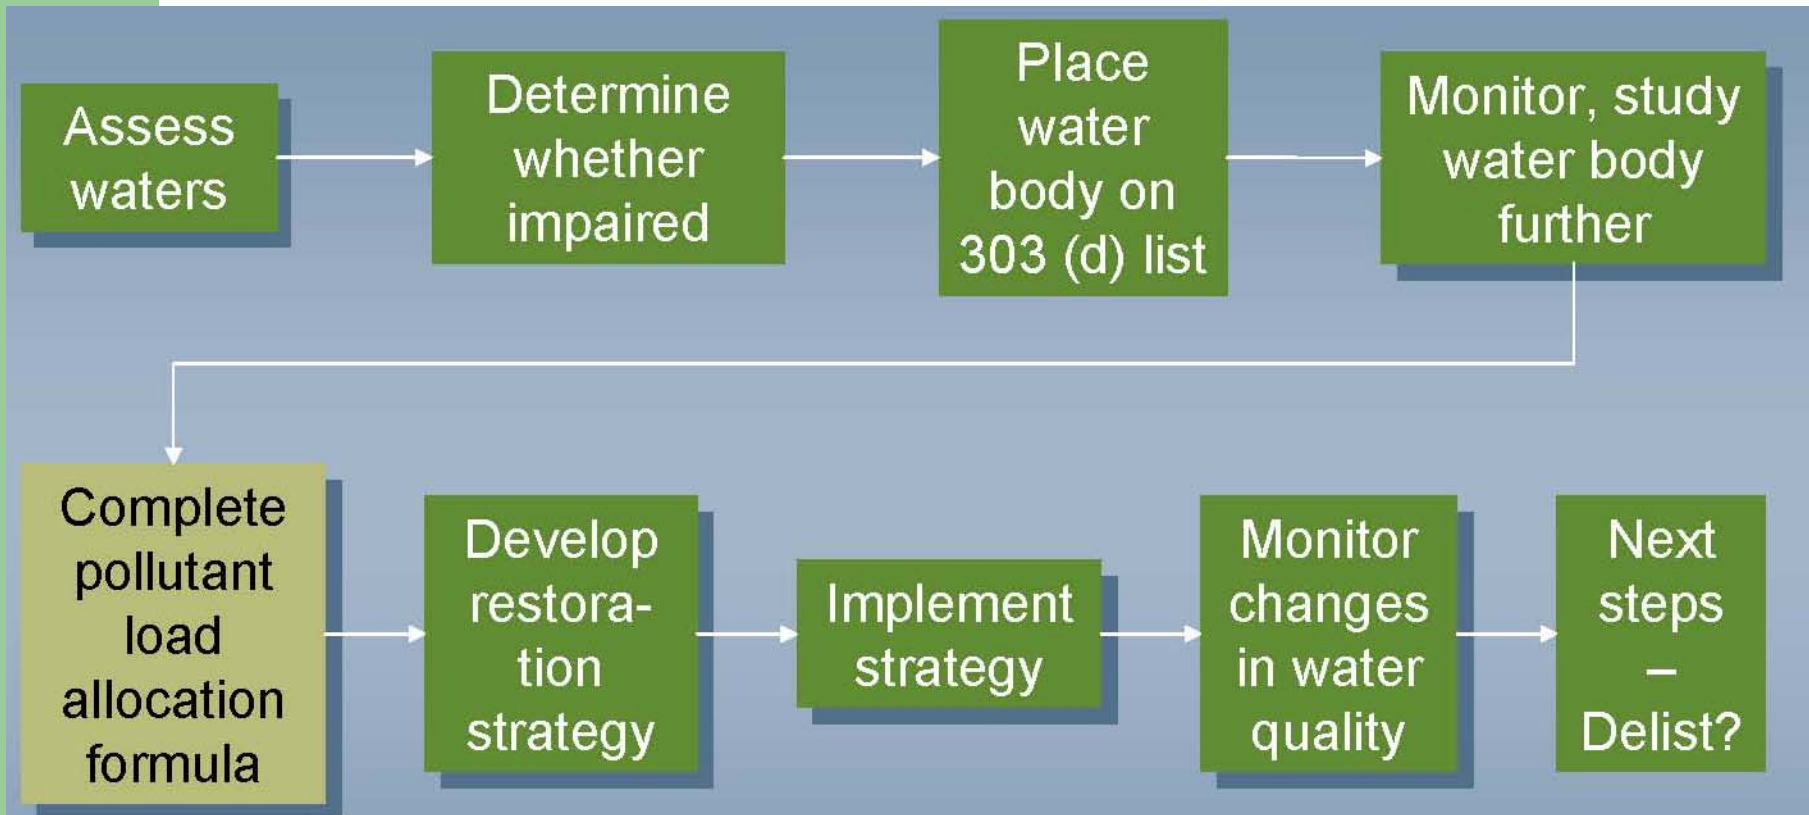 Assess
waters
Determine
whether
impaired
Place
water
body on
303 (d) list
Monitor, study
water body
further
Complete
pollutant
load
allocation
formula
Develop
restora-
tion
strategy
Implement
strategy
Monitor
changes
in water
quality
Next
steps
–
Delist?